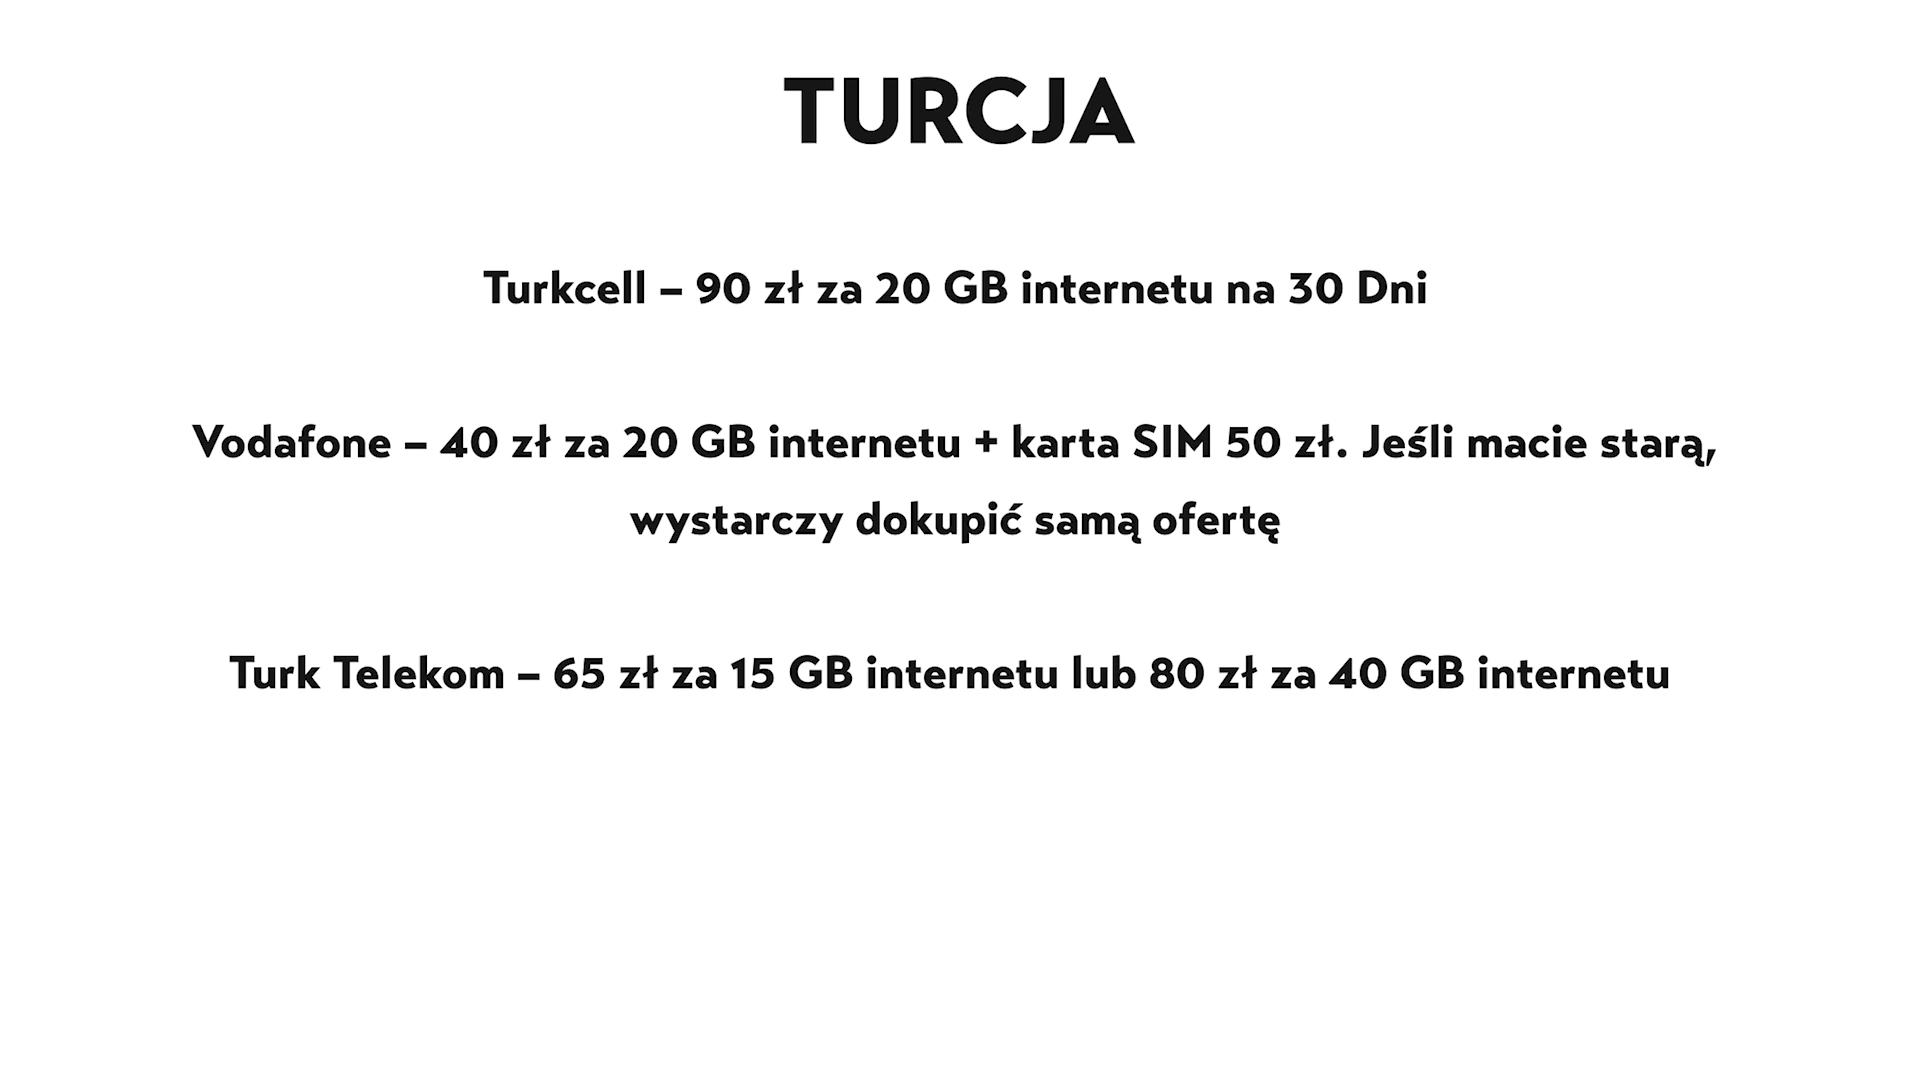 TURCJA
Turkcell – 90 zł za 20 GB internetu na 30 Dni
Vodafone – 40 zł za 20 GB internetu + karta SIM 50 zł. Jeśli macie starą,
wystarczy dokupić samą ofertę
Turk Telekom – 65 zł za 15 GB internetu lub 80 zł za 40 GB internetu